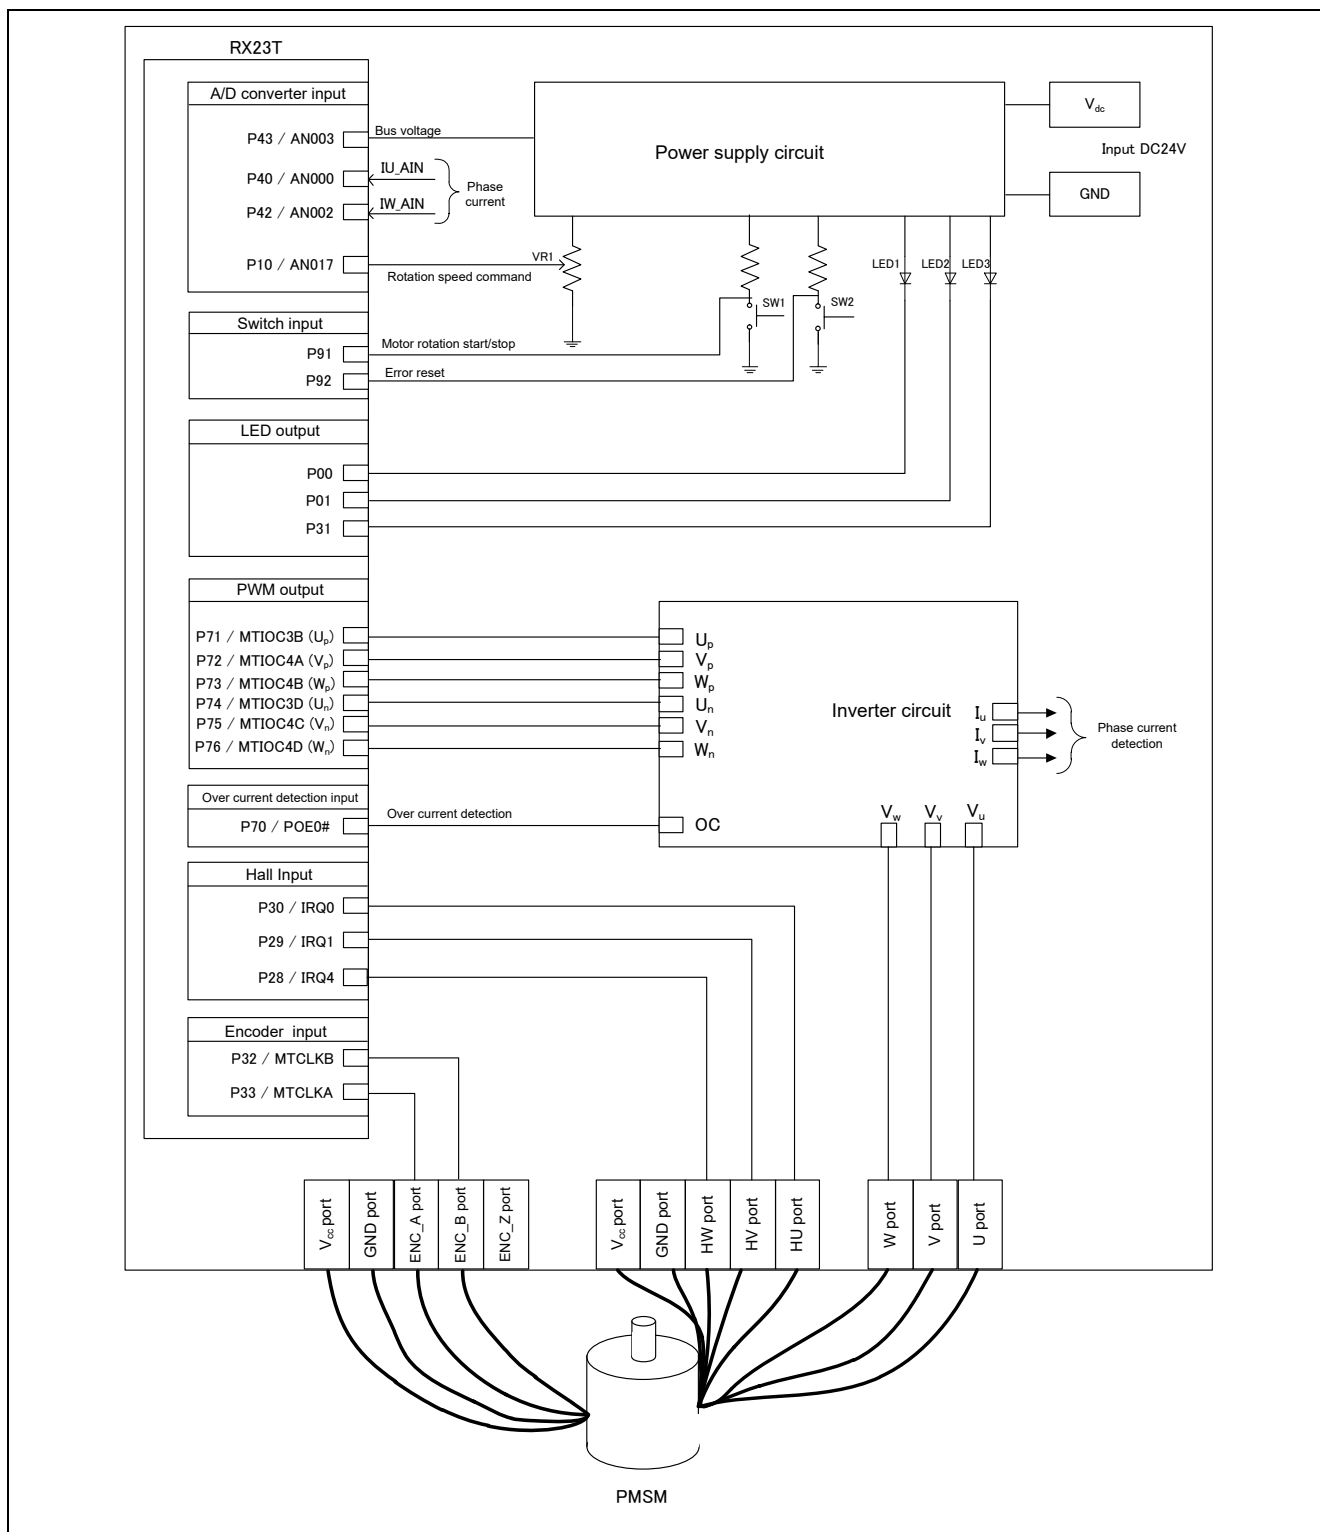 RX23T
A/D converter input
P43 / AN003
Bus voltage
P40 / AN000
IU_AIN
P42 / AN002
IW_AIN
Phase
current
P10 / AN017
Rotation speed command
VR1
Power supply circuit
Vdc
Input DC24V
GND
SW1
SW2
LED1
LED2
LED3
Switch input
P91
Motor rotation start/stop
P92
Error reset
LED output
P00
P01
P31
PWM output
P71 / MTIOC3B (Up)
P72 / MTIOC4A (Vp)
P73 / MTIOC4B (Wp)
P74 / MTIOC3D (Un)
P75 / MTIOC4C (Vn)
P76 / MTIOC4D (Wn)
Up
Vp
Wp
Un
Vn
Wn
Inverter circuit
Iu
Iv
Iw
Phase current
detection
Over current detection input
P70 / POE0#
Over current detection
OC
Vw
Vv
Vu
Hall Input
P30 / IRQ0
P29 / IRQ1
P28 / IRQ4
Encoder input
P32 / MTCLKB
P33 / MTCLKA
Vcc port
GND port
ENC_A port
ENC_B port
ENC_Z port
Vcc port
GND port
HW port
HV port
HU port
W port
V port
U port
PMSM